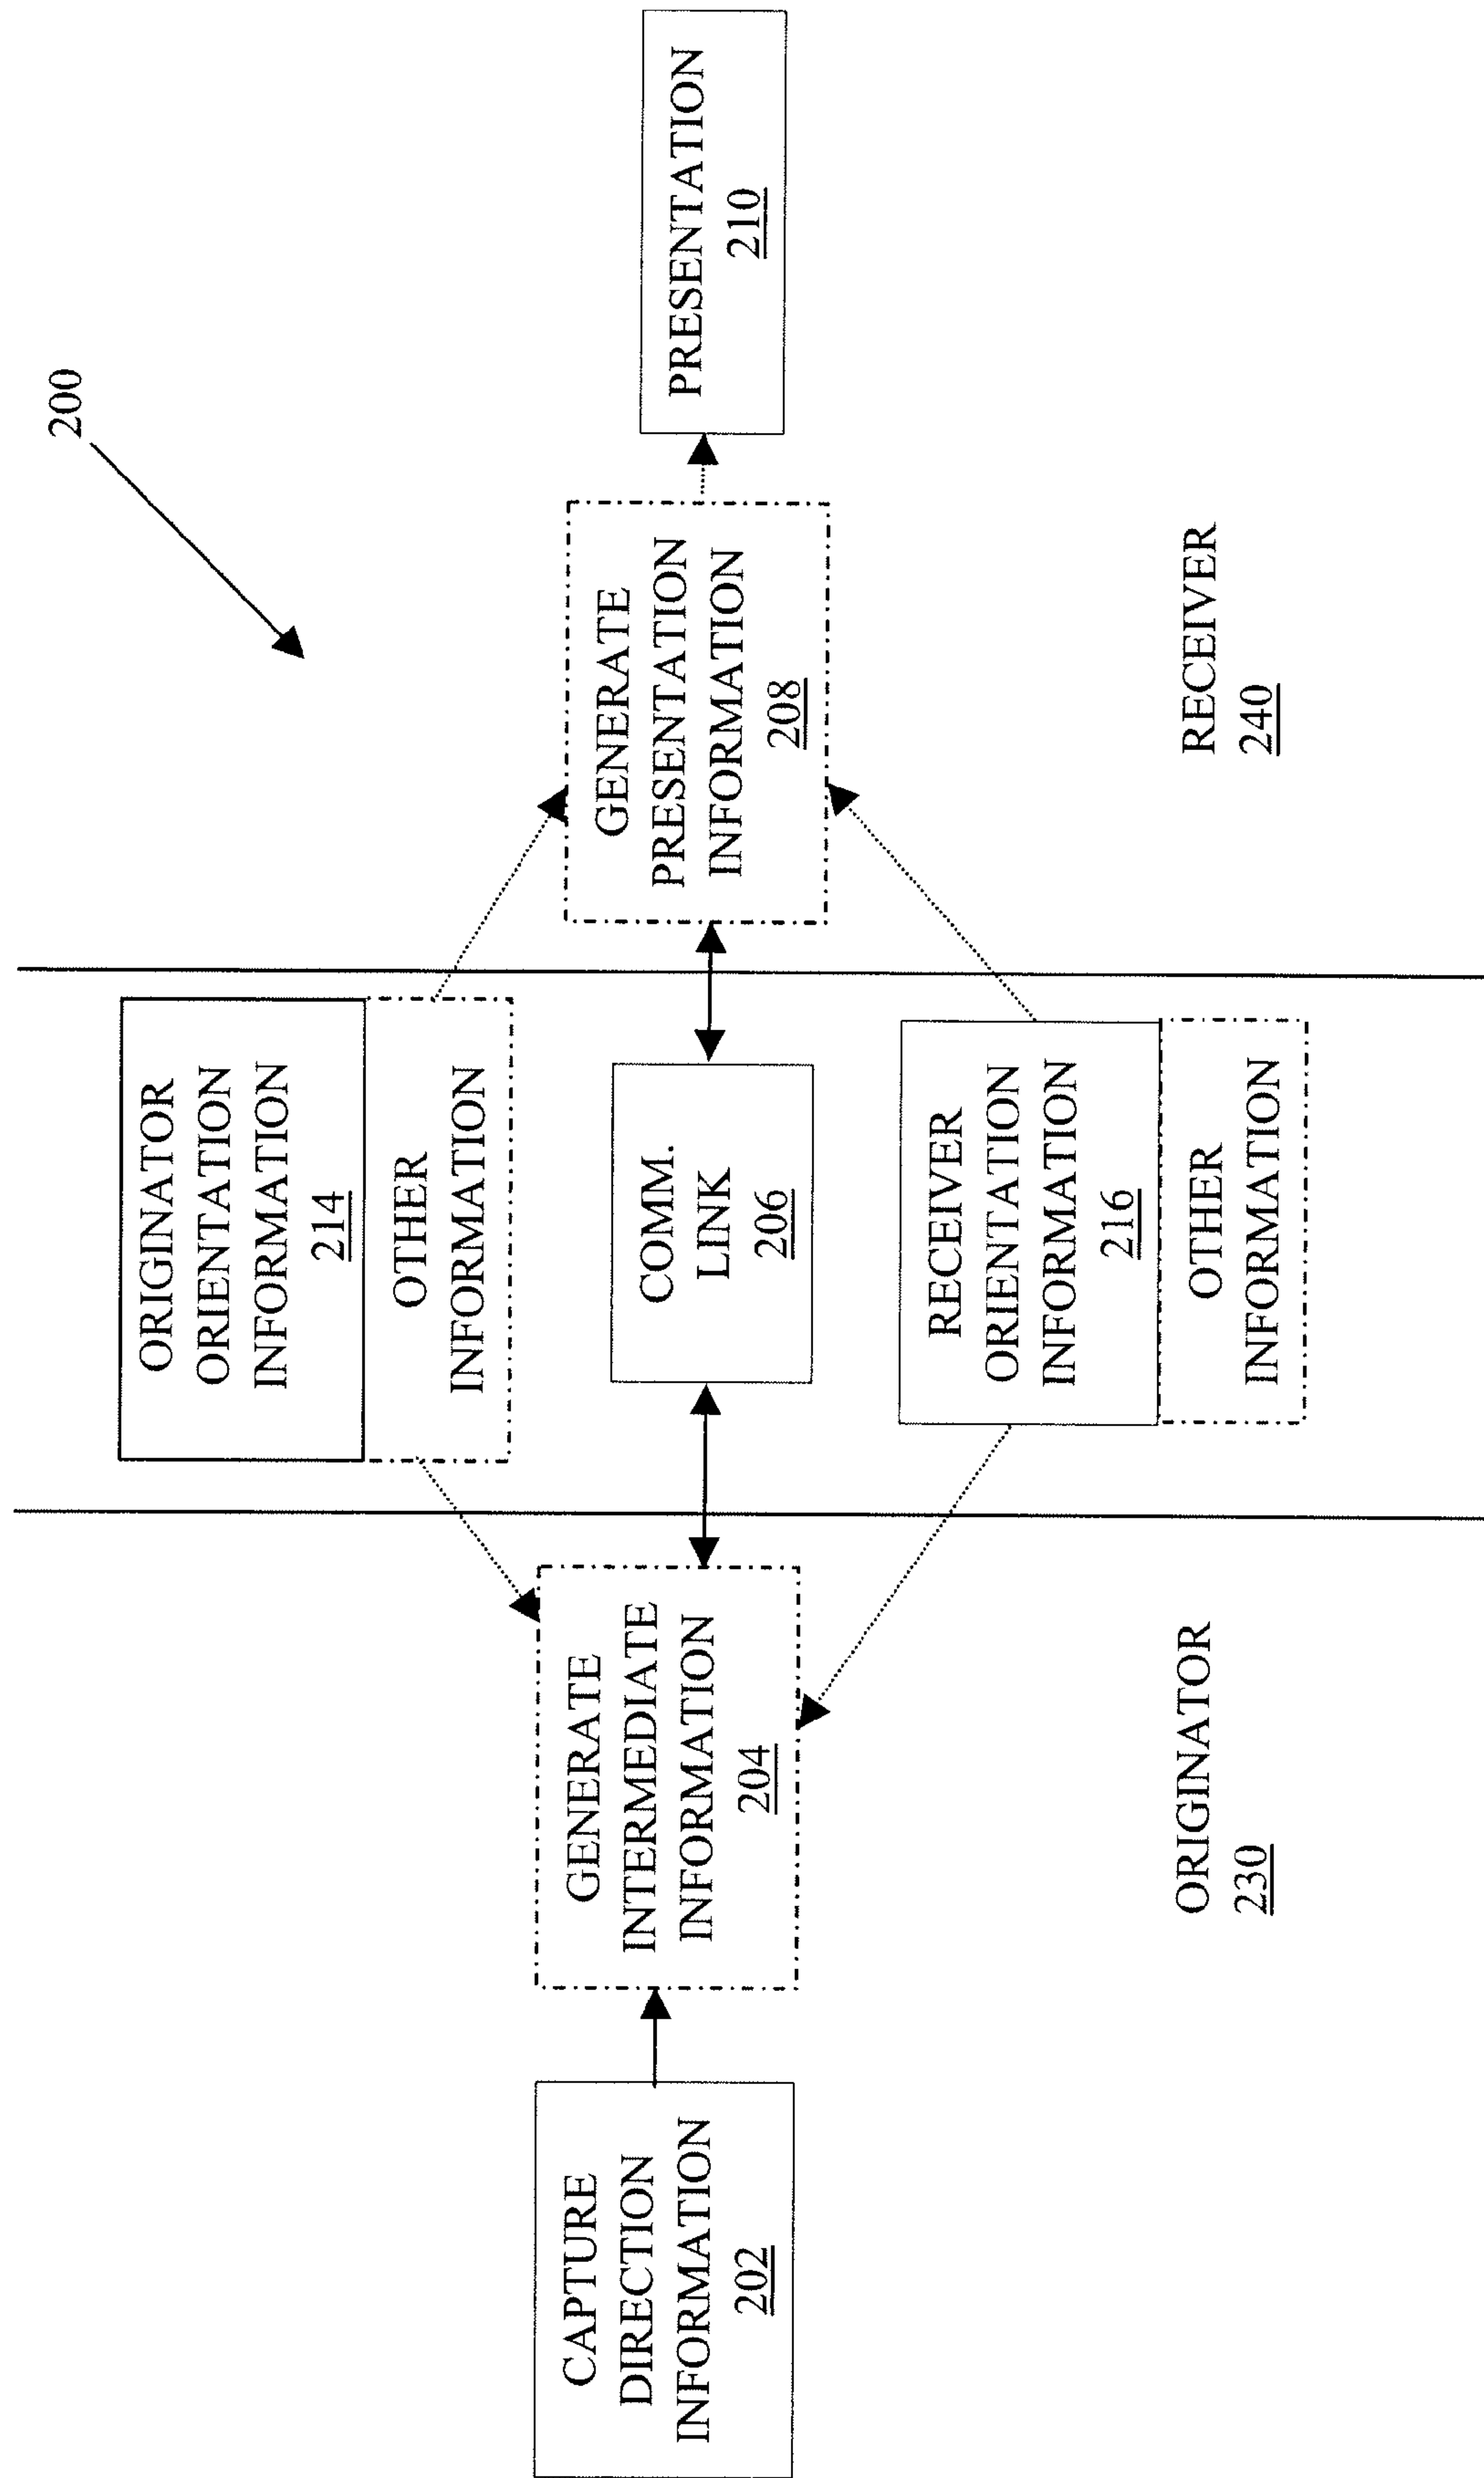 200
CAPTURE
DIRECTION
INFORMATION
202
GENERATE
INTERMEDIATE
INFORMATION
204
ORIGINATOR
ORIENTATION
INFORMATION
214
OTHER
INFORMATION
COMM.
LINK
206
RECEIVER
ORIENTATION
INFORMATION
216
OTHER
INFORMATION
GENERATE
PRESENTATION
INFORMATION
208
PRESENTATION
210
ORIGINATOR
230
RECEIVER
240